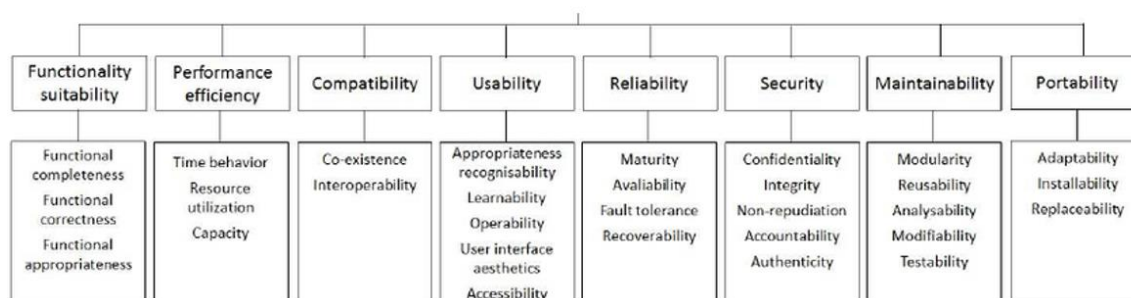 Functionality
suitability
Performance
efficiency
Compatibility
Usability
Reliability
Security
Maintainability
Portability
Functional
completeness
Functional
correctness
Functional
appropriateness
Time behavior
Resource
utilization
Capacity
Co-existence
Interoperability
Appropriateness
recognisability
Learnability
Operability
User interface
aesthetics
Accessibility
Maturity
Avaliability
Fault tolerance
Recoverability
Confidentiality
Integrity
Non-repudiation
Accountability
Authenticity
Modularity
Reusability
Analysability
Modifiability
Testability
Adaptability
Installability
Replaceability